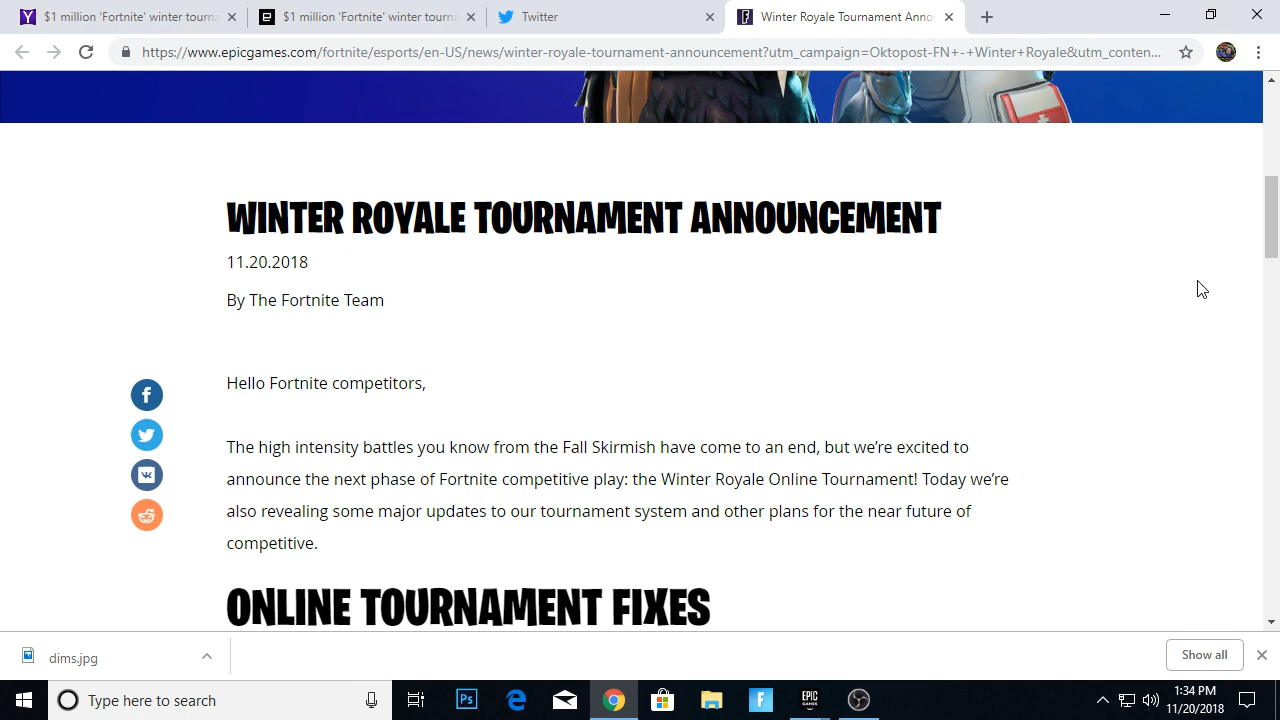 $1 million 'Fortnite' winter tourna
$1 million 'Fortnite' winter tourna
Twitter
Winter Royale Tournament Anno
https://www.epicgames.com/fortnite/esports/en-US/news/winter-royale-tournament-announcement?utm_campaign=Oktopost-FN+-+Winter+Royale&utm_conten...
WINTER ROYALE TOURNAMENT ANNOUNCEMENT
11.20.2018
By The Fortnite Team
Hello Fortnite competitors,
The high intensity battles you know from the Fall Skirmish have come to an end, but we’re excited to
announce the next phase of Fortnite competitive play: the Winter Royale Online Tournament! Today we’re
also revealing some major updates to our tournament system and other plans for the near future of
competitive.
ONLINE TOURNAMENT FIXES
dims.jpg
Show all
Type here to search
Ps
EPIC
GAMES
1:34 PM
11/20/2018